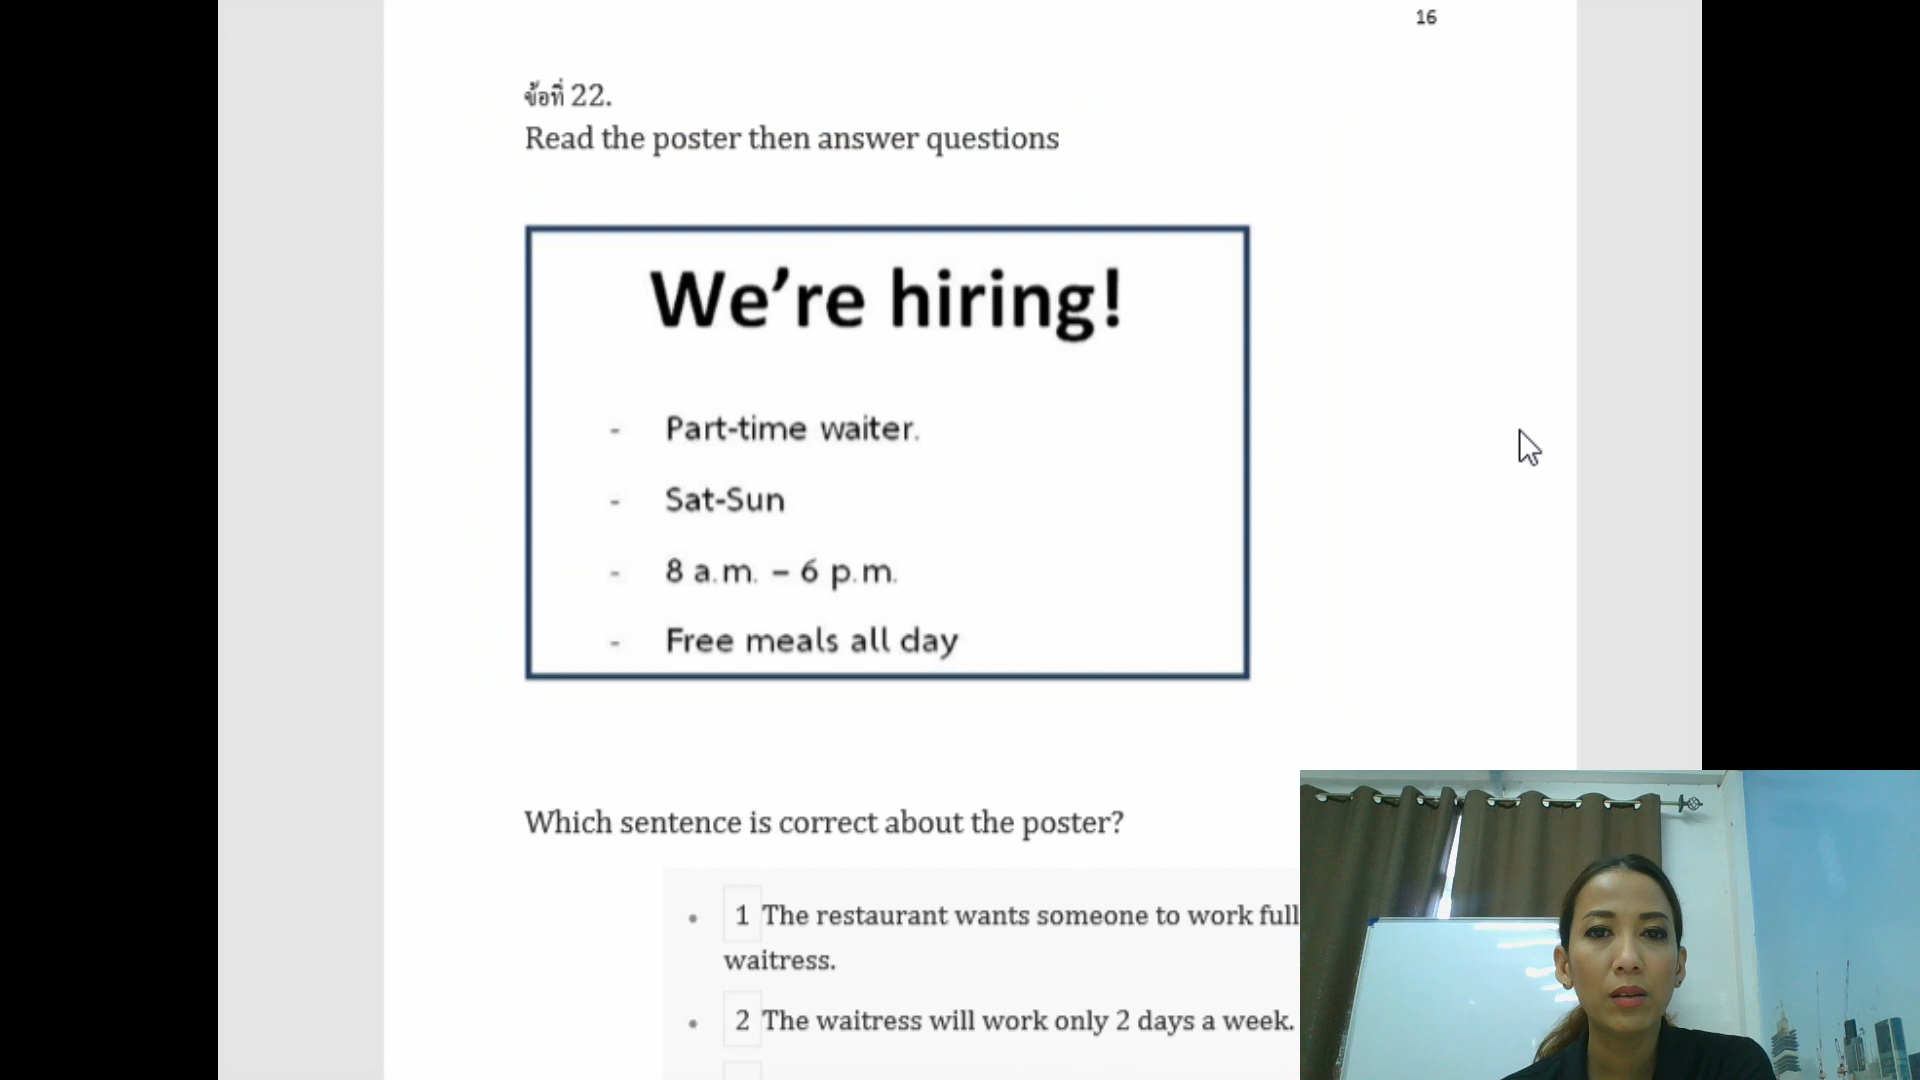 16
ข้อที่ 22.
Read the poster then answer questions
We're hiring!
- Part-time waiter.
- Sat-Sun
- 8 a.m. – 6 p.m.
- Free meals all day
Which sentence is correct about the poster?
• 1 The restaurant wants someone to work full
waitress.
• 2 The waitress will work only 2 days a week.